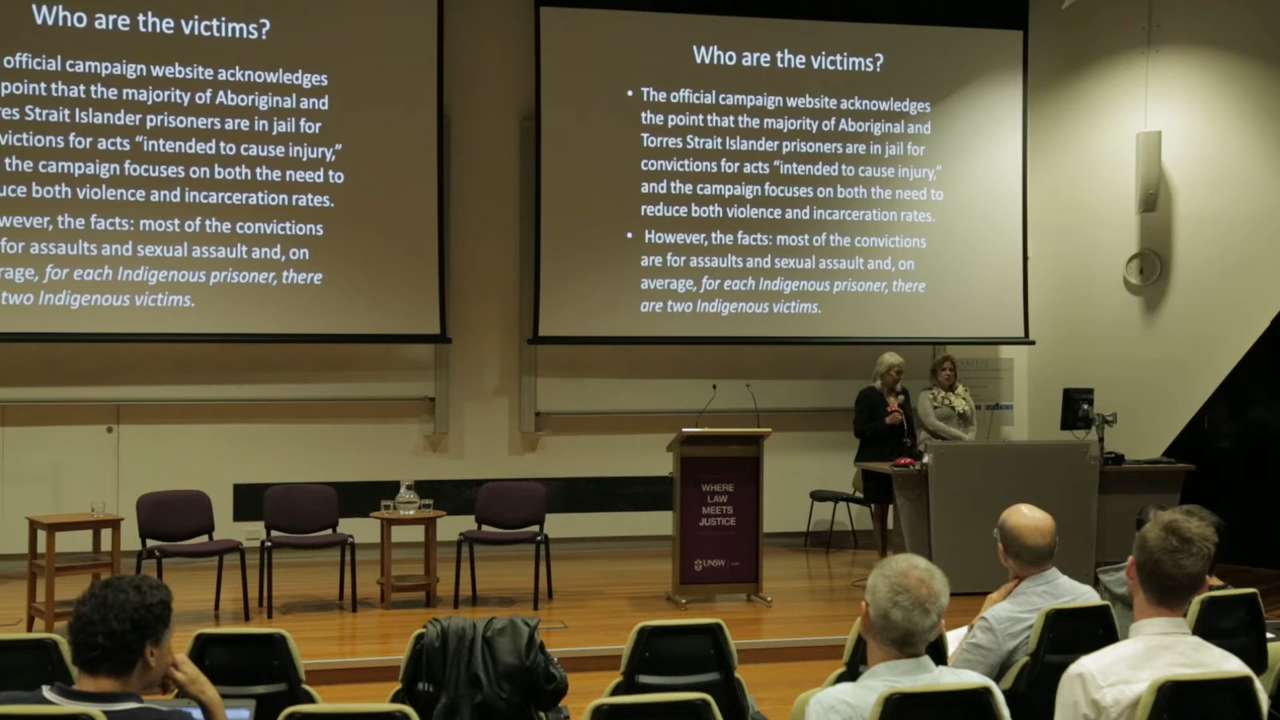 Who are the victims?
official campaign website acknowledges
point that the majority of Aboriginal and
Strait Islander prisoners are in jail for
for acts “intended to cause injury,”
the campaign focuses on both the need to
both violence and incarceration rates.
the facts: most of the convictions
for assaults and sexual assault and, on
for each Indigenous prisoner, there
two Indigenous victims.
Who are the victims?
• The official campaign website acknowledges
the point that the majority of Aboriginal and
Torres Strait Islander prisoners are in jail for
convictions for acts “intended to cause injury,”
and the campaign focuses on both the need to
reduce both violence and incarceration rates.
• However, the facts: most of the convictions
are for assaults and sexual assault and, on
average, for each Indigenous prisoner, there
are two Indigenous victims.
WHERE
LAW
MEETS
JUSTICE
UNSW | Law